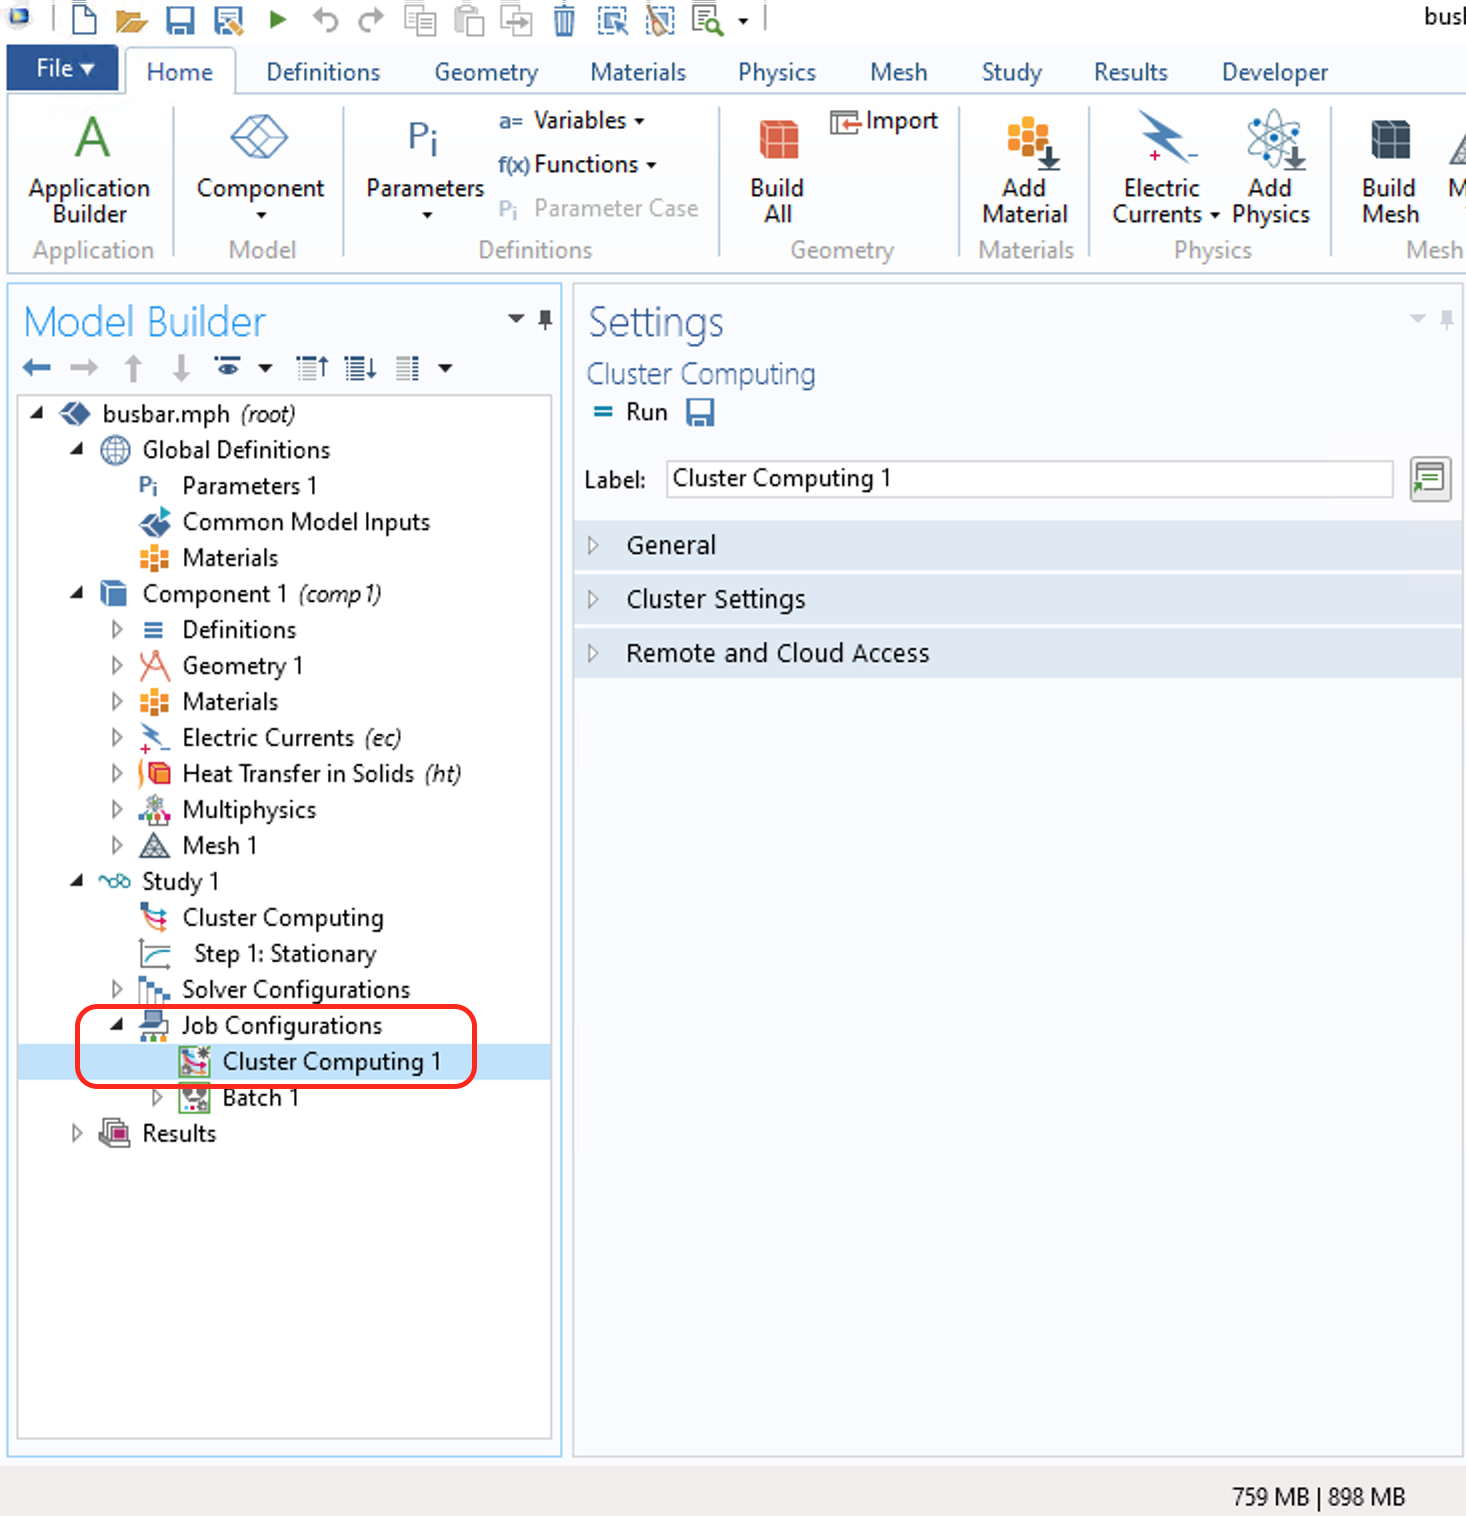 busl
File
Home
Definitions
Geometry
Materials
Physics
Mesh
Study
Results
Developer
Application Builder
Application
Component
Model
Pi
Parameters
a= Variables
f(x) Functions
Pi Parameter Case
Definitions
Build All
Import
Geometry
Add Material
Materials
Electric Currents
Add Physics
Physics
Build Mesh
M
Mesh
Model Builder
busbar.mph (root)
Global Definitions
Pi Parameters 1
Common Model Inputs
Materials
Component 1 (comp1)
Definitions
Geometry 1
Materials
Electric Currents (ec)
Heat Transfer in Solids (ht)
Multiphysics
Mesh 1
Study 1
Cluster Computing
Step 1: Stationary
Solver Configurations
Job Configurations
Cluster Computing 1
Batch 1
Results
Settings
Cluster Computing
= Run
Label: Cluster Computing 1
General
Cluster Settings
Remote and Cloud Access
759 MB | 898 MB